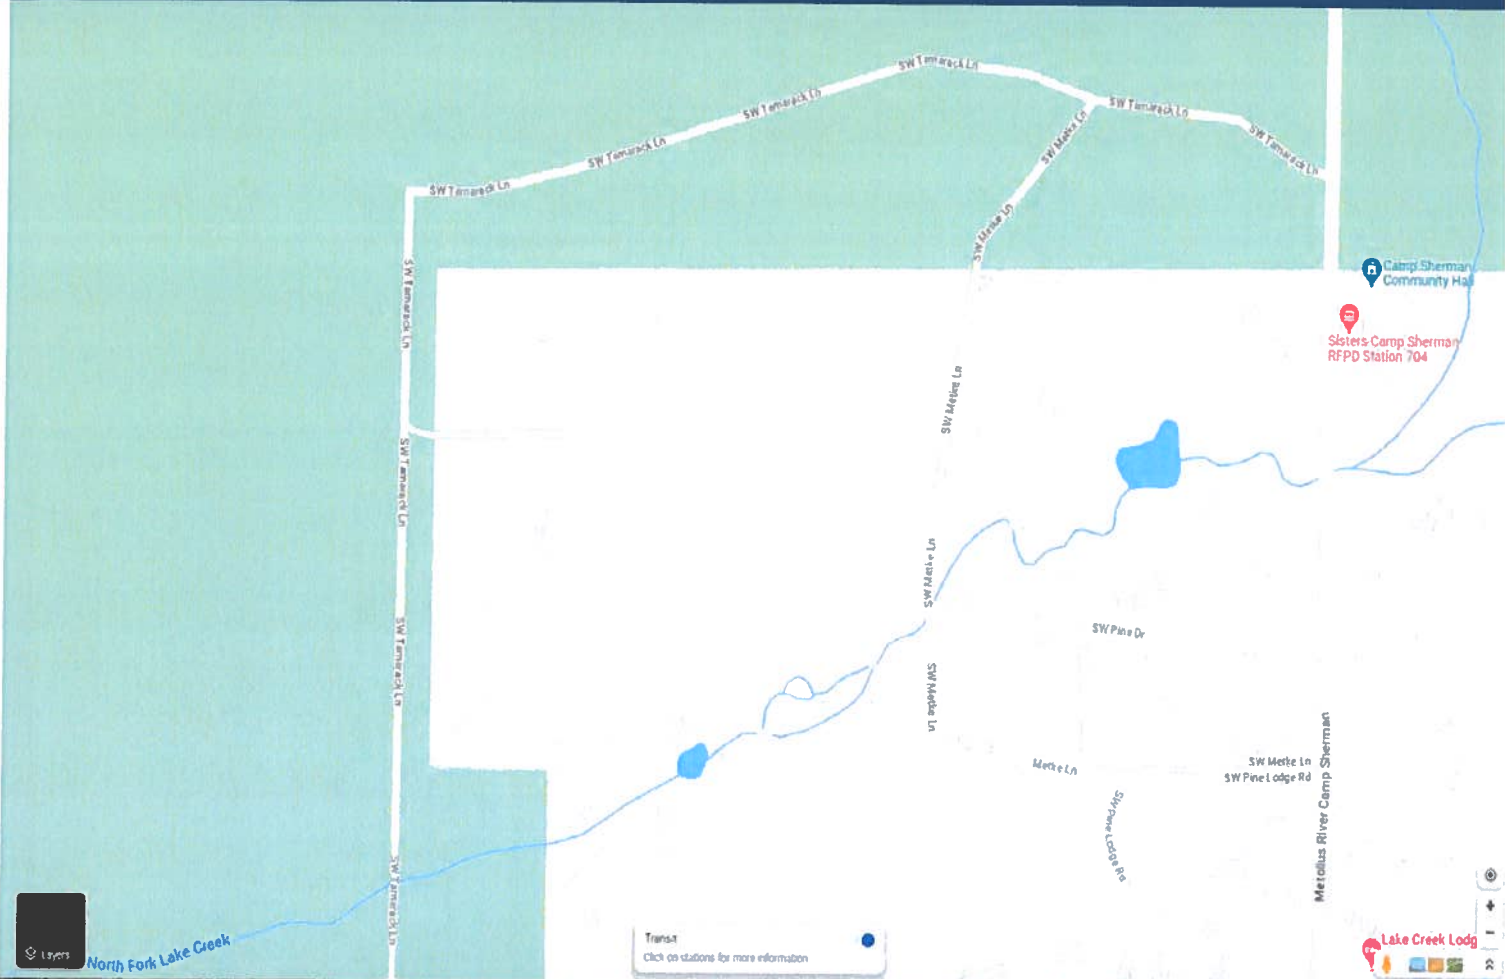 SW Tamarack Ln
SW Tamarack Ln
SW Tamarack Ln
SW Tamarack Ln
SW Tamarack Ln
SW Tamarack Ln
SW Metke Ln
SW Metke Ln
SW Tamarack Ln
SW Tamarack Ln
SW Tamarack Ln
SW Tamarack Ln
Camp Sherman
Community Hall
Sisters-Camp Sherman
RFPD Station 704
SW Metke Ln
SW Metke Ln
SW Metke Ln
SW Pine Dr
Metke Ln
SW Metke Ln
SW Pine Lodge Rd
SW Pine Lodge Rd
Metolius River Camp Sherman
Lake Creek Lodg
North Fork Lake Creek
Layers
Transit
Click on stations for more information